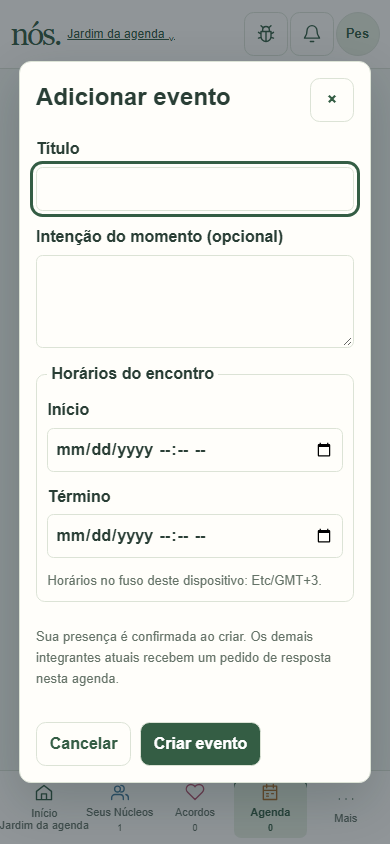 nós. Jardim da agenda
Pes
Adicionar evento
×
Título
Intenção do momento (opcional)
Horários do encontro
Início
mm/dd/yyyy --:-- --
Término
mm/dd/yyyy --:-- --
Horários no fuso deste dispositivo: Etc/GMT+3.
Sua presença é confirmada ao criar. Os demais
integrantes atuais recebem um pedido de resposta
nesta agenda.
Cancelar
Criar evento
Início
Jardim da agenda
Seus Núcleos
1
Acordos
0
Agenda
0
...
Mais